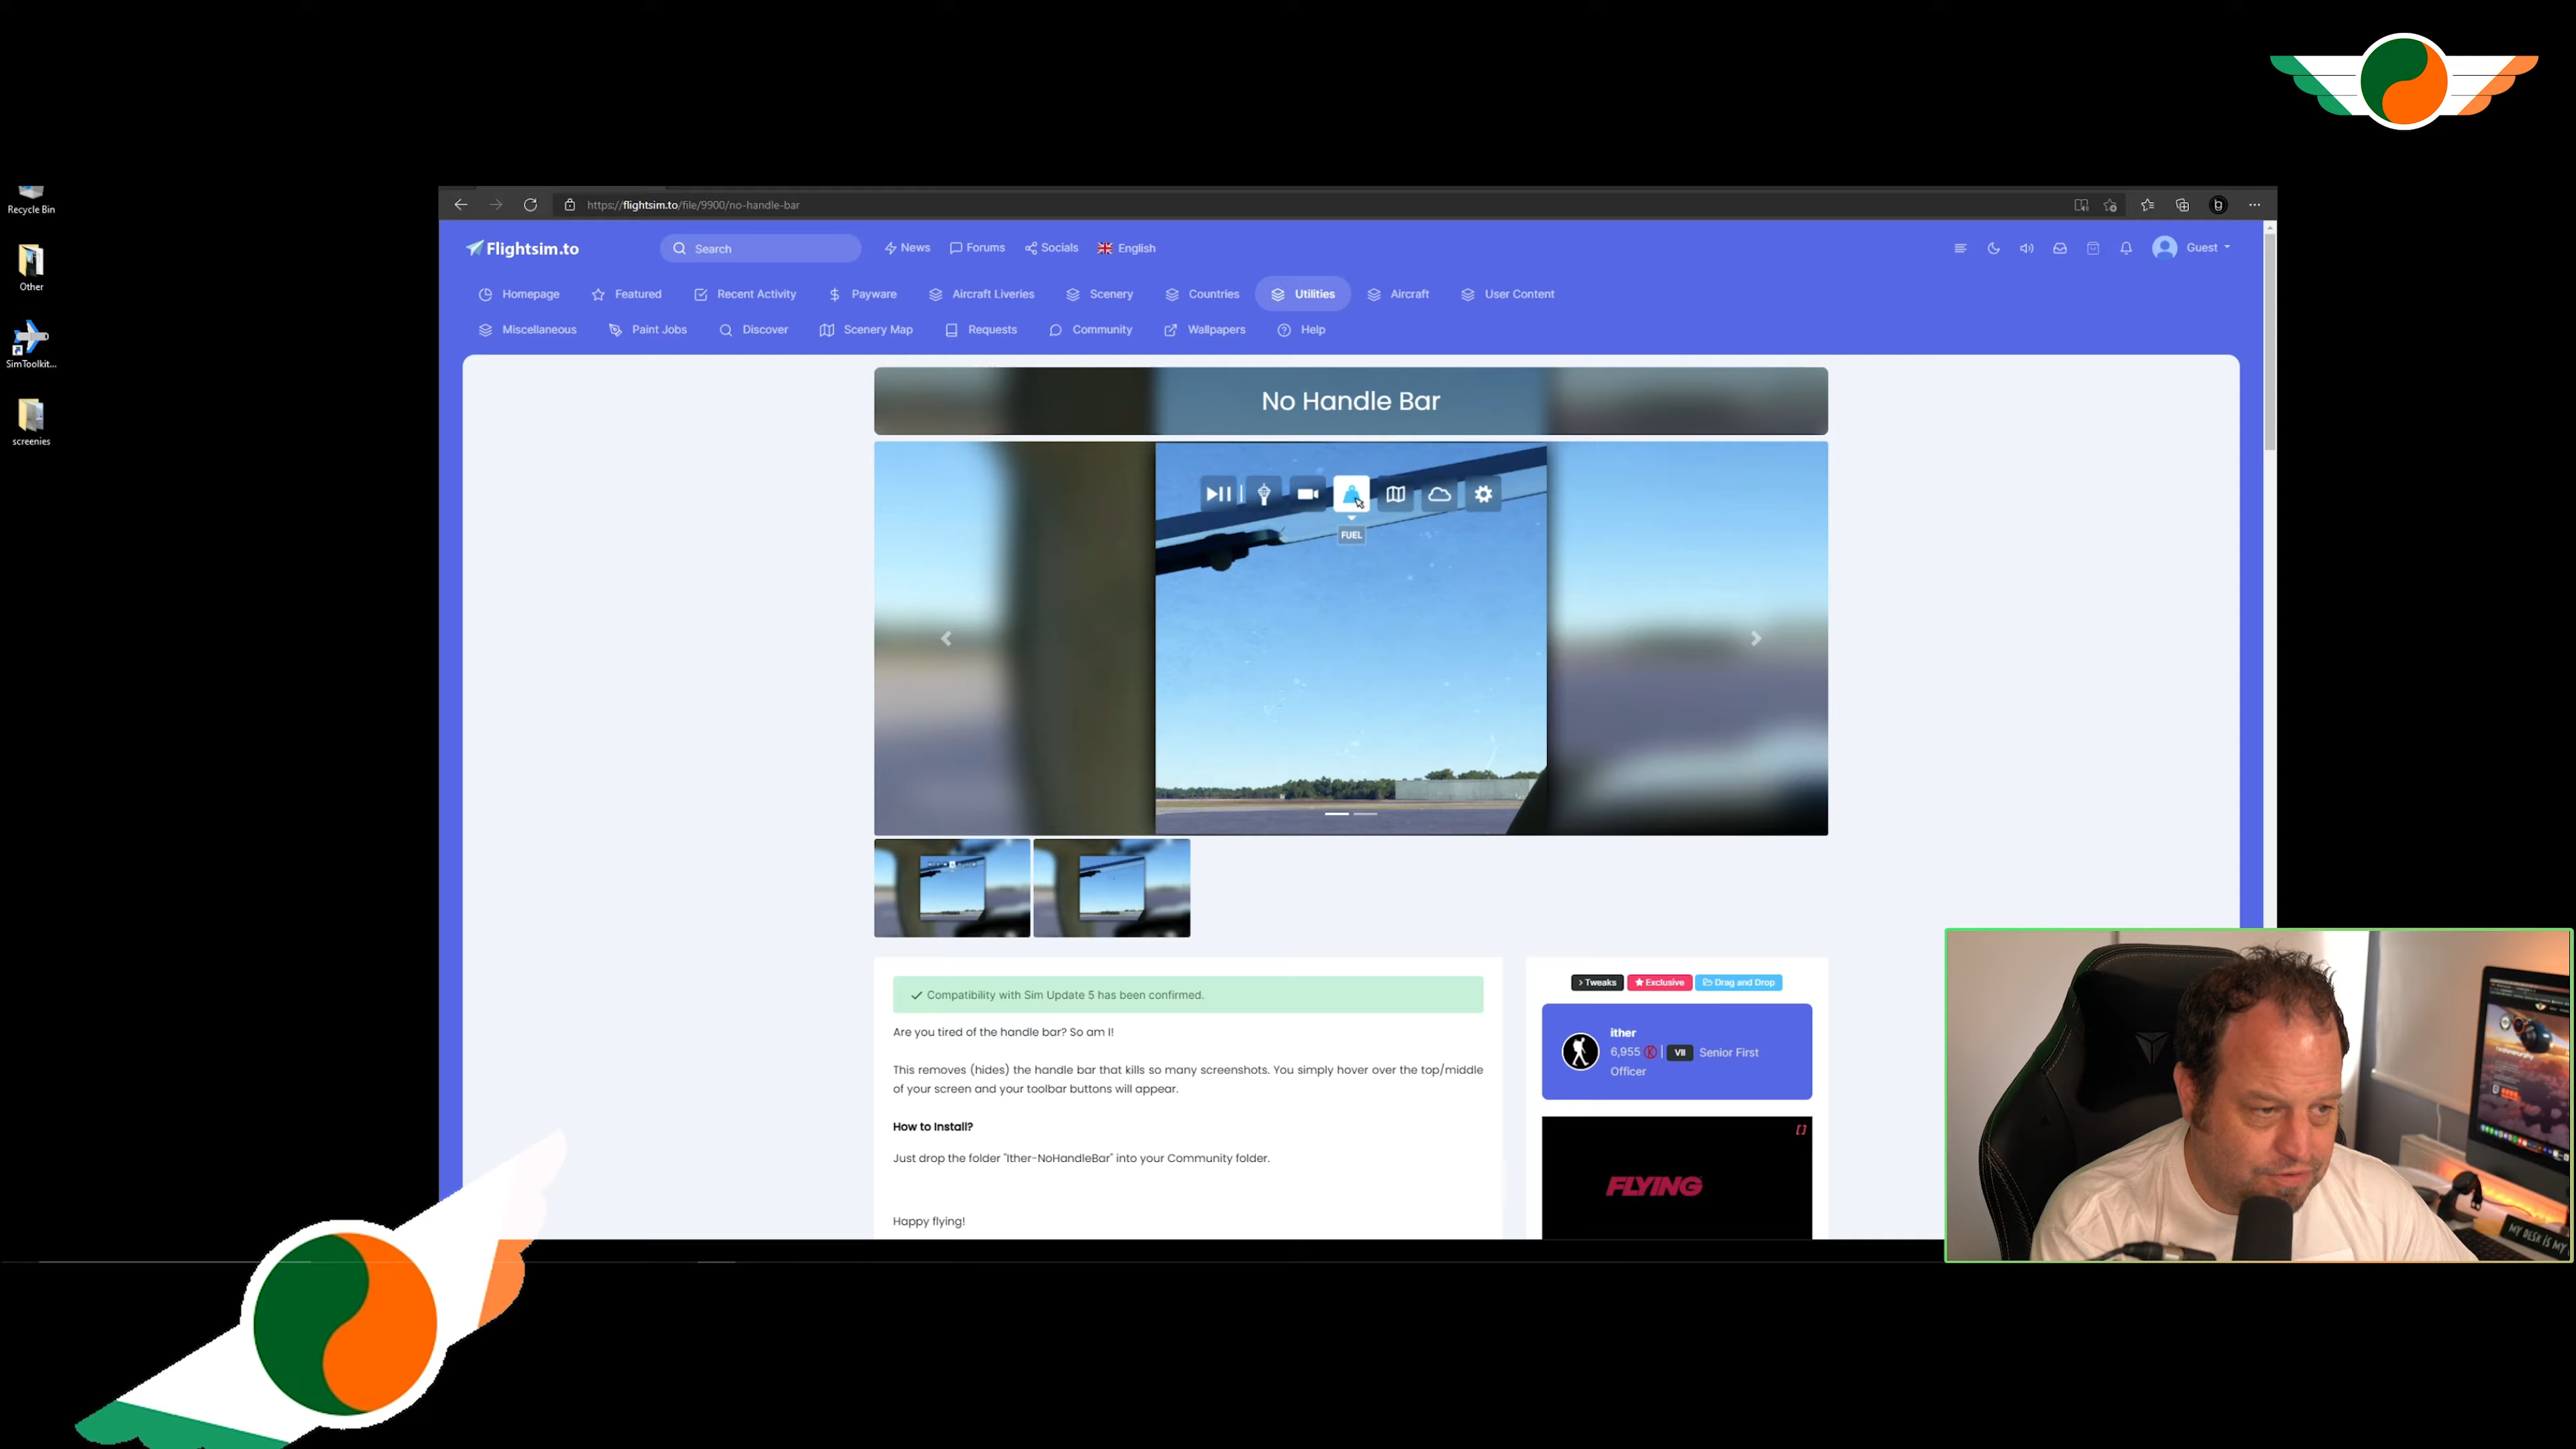 Recycle Bin
Other
SimToolkit...
screenies
https://flightsim.to/file/9900/no-handle-bar
Flightsim.to
Search
News
Forums
Socials
English
Guest
Homepage
Featured
Recent Activity
Payware
Aircraft Liveries
Scenery
Countries
Utilities
Aircraft
User Content
Miscellaneous
Paint Jobs
Discover
Scenery Map
Requests
Community
Wallpapers
Help
No Handle Bar
FUEL
Compatibility with Sim Update 5 has been confirmed.
Are you tired of the handle bar? So am I!
This removes (hides) the handle bar that kills so many screenshots. You simply hover over the top/middle
of your screen and your toolbar buttons will appear.
How to Install?
Just drop the folder "Ither-NoHandleBar" into your Community folder.
Happy flying!
Tweaks
Exclusive
Drag and Drop
ither
6,955 | VII Senior First
Officer
FLYING
MY DESK IS MY